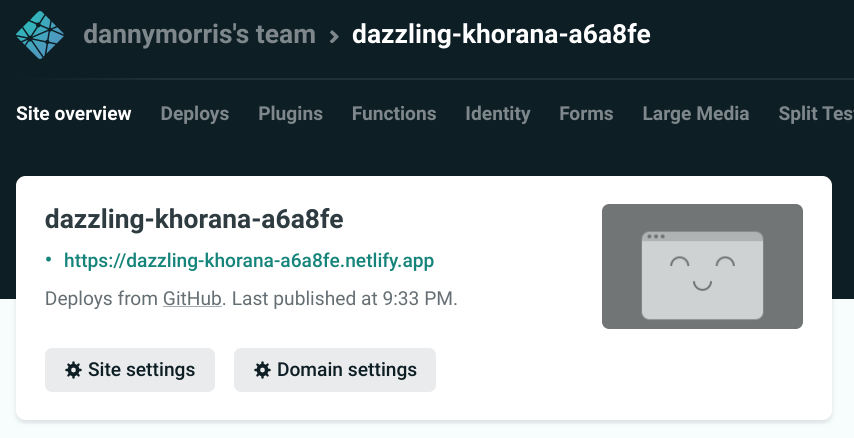 dannymorris's team > dazzling-khorana-a6a8fe
Site overview Deploys Plugins Functions Identity Forms Large Media Split Tes
dazzling-khorana-a6a8fe
• https://dazzling-khorana-a6a8fe.netlify.app
Deploys from GitHub. Last published at 9:33 PM.
Site settings Domain settings